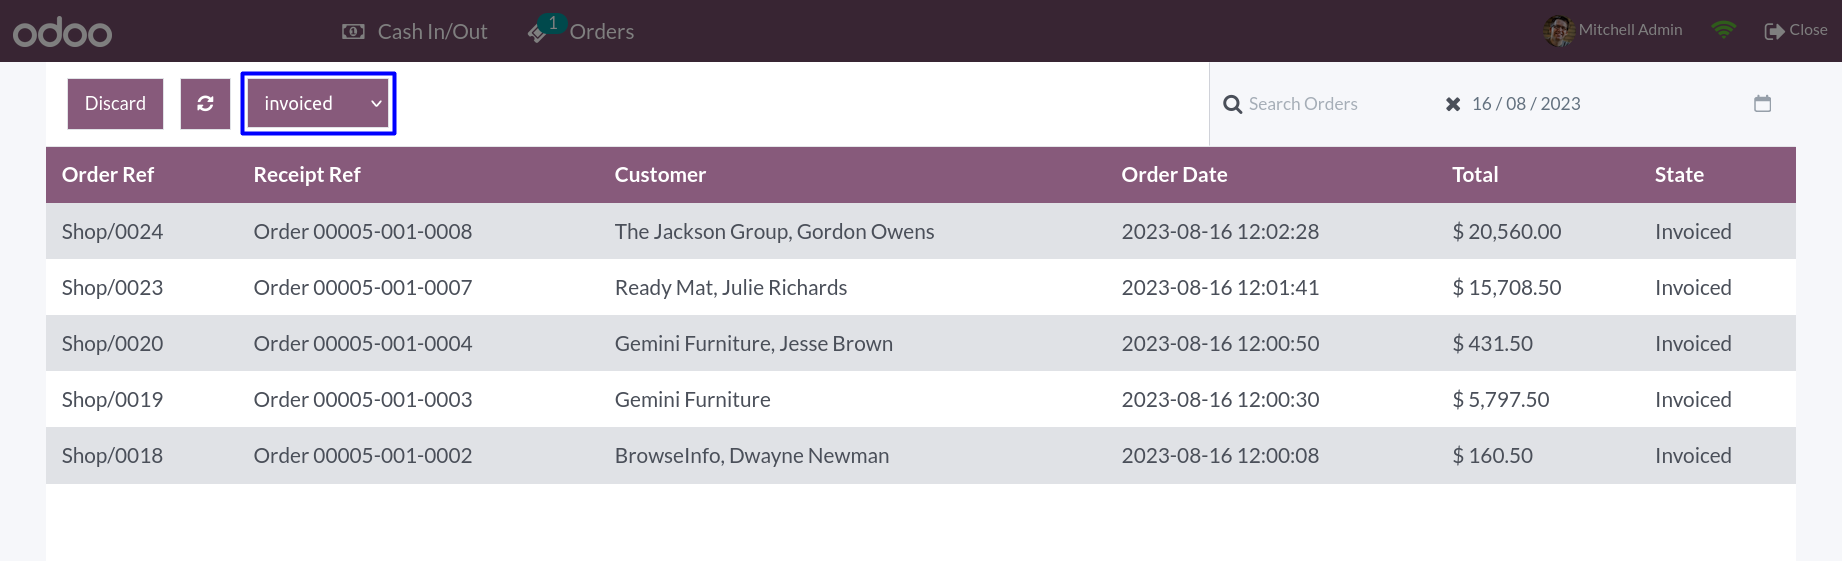 odoo Cash In/Out 1 Orders Mitchell Admin Close
Discard invoiced Search Orders 16 / 08 / 2023
Order Ref Receipt Ref Customer Order Date Total State
Shop/0024 Order 00005-001-0008 The Jackson Group, Gordon Owens 2023-08-16 12:02:28 $ 20,560.00 Invoiced
Shop/0023 Order 00005-001-0007 Ready Mat, Julie Richards 2023-08-16 12:01:41 $ 15,708.50 Invoiced
Shop/0020 Order 00005-001-0004 Gemini Furniture, Jesse Brown 2023-08-16 12:00:50 $ 431.50 Invoiced
Shop/0019 Order 00005-001-0003 Gemini Furniture 2023-08-16 12:00:30 $ 5,797.50 Invoiced
Shop/0018 Order 00005-001-0002 BrowseInfo, Dwayne Newman 2023-08-16 12:00:08 $ 160.50 Invoiced